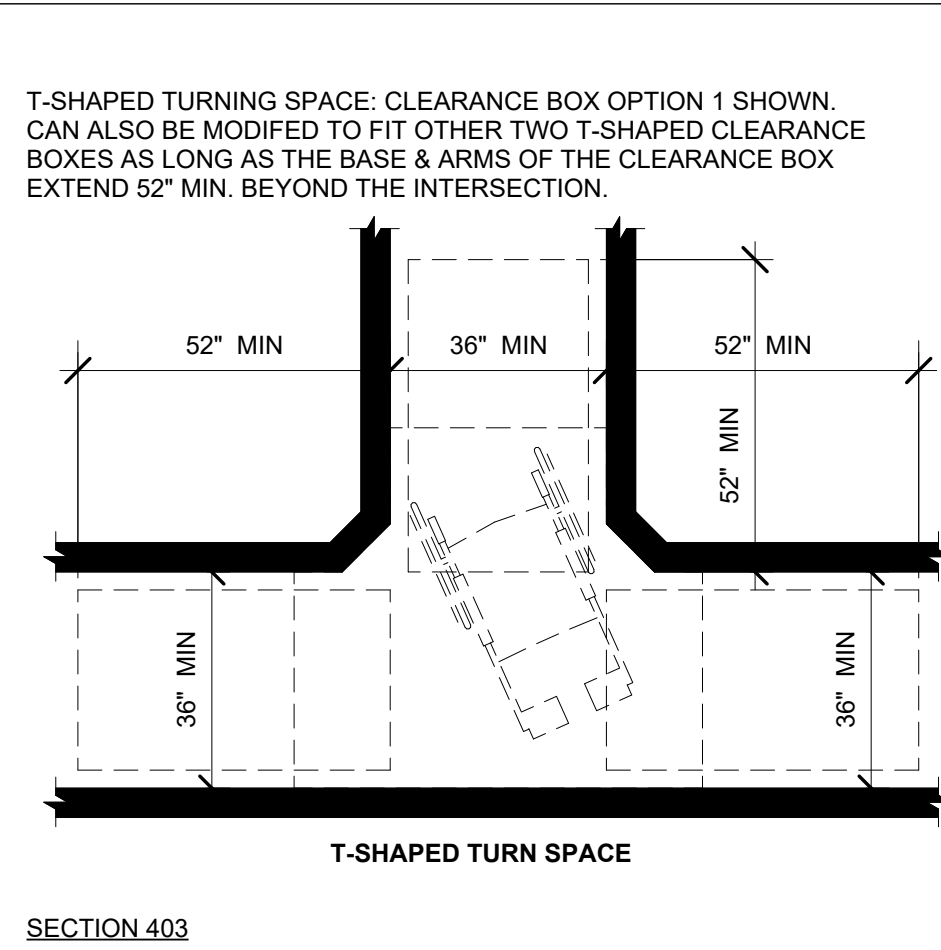 T-SHAPED TURNING SPACE: CLEARANCE BOX OPTION 1 SHOWN.
CAN ALSO BE MODIFED TO FIT OTHER TWO T-SHAPED CLEARANCE
BOXES AS LONG AS THE BASE & ARMS OF THE CLEARANCE BOX
EXTEND 52" MIN. BEYOND THE INTERSECTION.
52" MIN
36" MIN
52" MIN
52" MIN
36" MIN
36" MIN
T-SHAPED TURN SPACE
SECTION 403